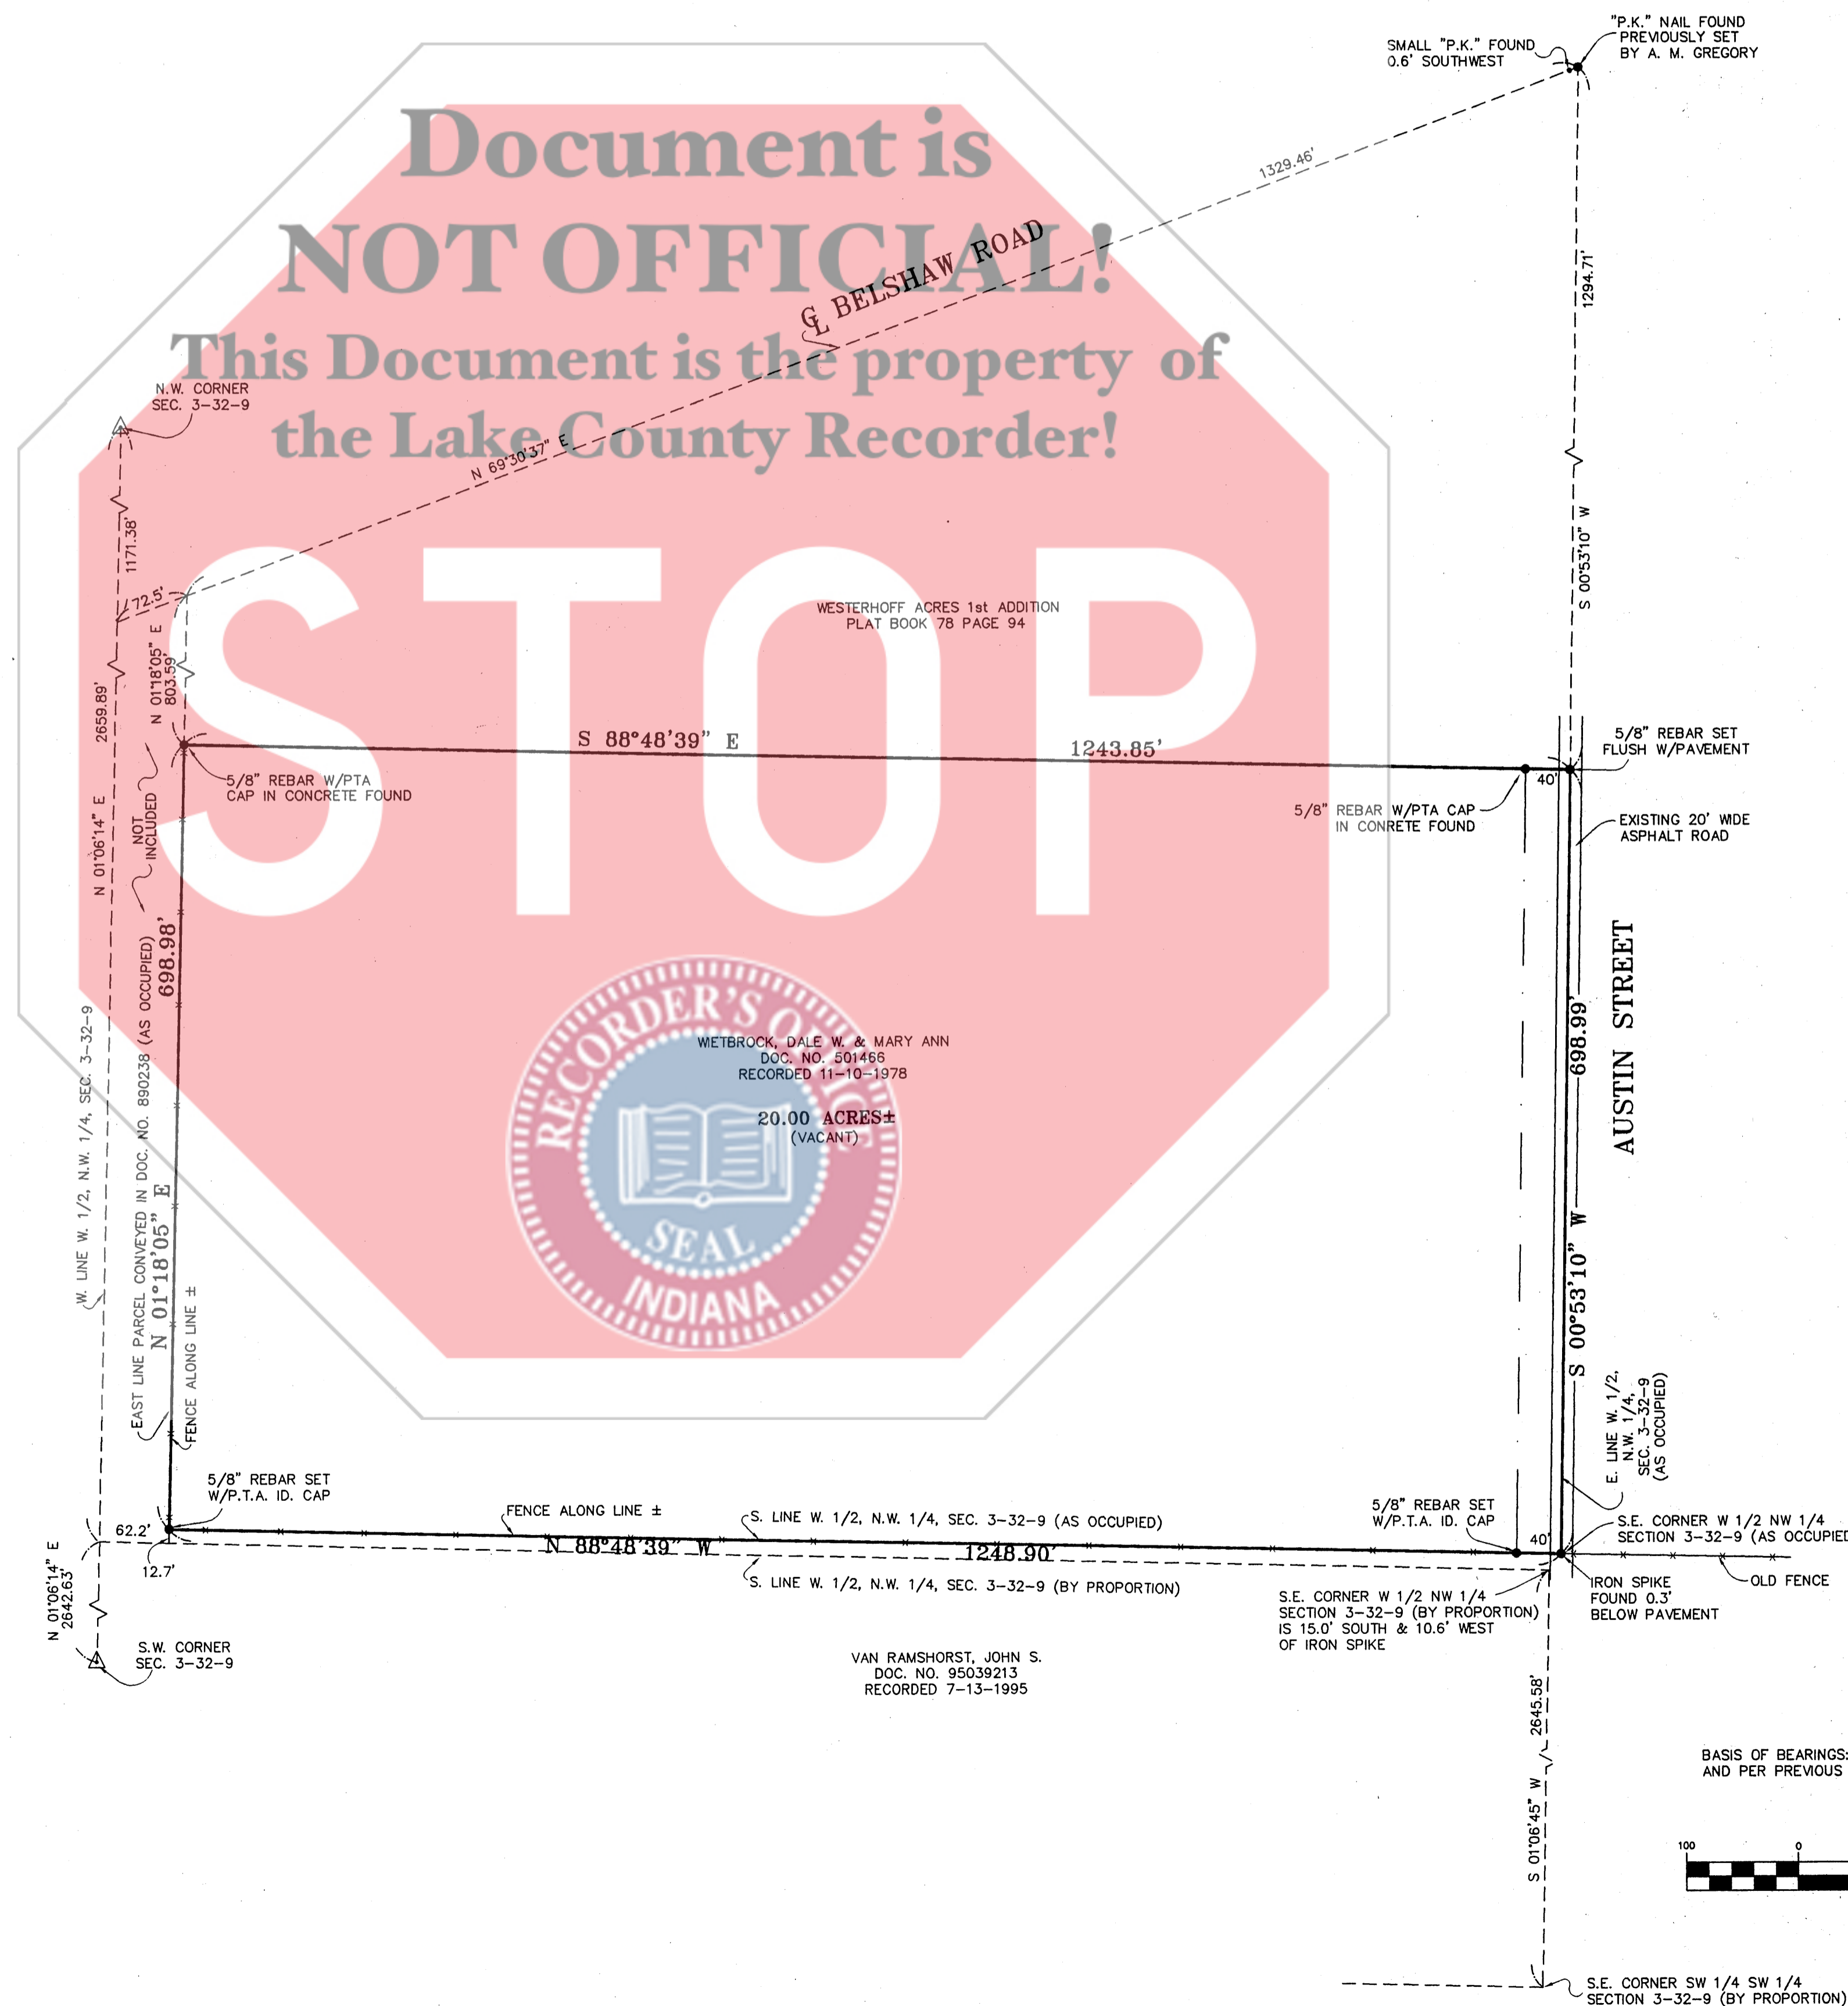 "P.K." NAIL FOUND
PREVIOUSLY SET
BY A. M. GREGORY
SMALL "P.K." FOUND
0.6' SOUTHWEST
Document is
NOT OFFICIAL!
This Document is the property of
the Lake County Recorder!
1329.46'
℄ BELSHAW ROAD
N 69°30'37" E
1294.71'
S 00°53'10" W
N.W. CORNER
SEC. 3-32-9
1171.38'
72.5'
N 01°18'05" E
803.59'
2659.89'
N 01°06'14" E
STOP
WESTERHOFF ACRES 1st ADDITION
PLAT BOOK 78 PAGE 94
S 88°48'39" E
1243.85'
40'
5/8" REBAR SET
FLUSH W/PAVEMENT
5/8" REBAR W/PTA
CAP IN CONCRETE FOUND
5/8" REBAR W/PTA CAP
IN CONRETE FOUND
EXISTING 20' WIDE
ASPHALT ROAD
NOT
INCLUDED
698.98'
N 01°18'05" E
EAST LINE PARCEL CONVEYED IN DOC. NO. 890238 (AS OCCUPIED)
W. LINE W. 1/2, N.W. 1/4, SEC. 3-32-9
FENCE ALONG LINE ±
RECORDER'S OFFICE
SEAL
INDIANA
WIETBROCK, DALE W. & MARY ANN
DOC. NO. 501466
RECORDED 11-10-1978
20.00 ACRES±
(VACANT)
698.99'
S 00°53'10" W
AUSTIN STREET
E. LINE W. 1/2,
N.W. 1/4,
SEC. 3-32-9
(AS OCCUPIED)
5/8" REBAR SET
W/P.T.A. ID. CAP
62.2'
12.7'
FENCE ALONG LINE ±
S. LINE W. 1/2, N.W. 1/4, SEC. 3-32-9 (AS OCCUPIED)
N 88°48'39" W
1248.90'
S. LINE W. 1/2, N.W. 1/4, SEC. 3-32-9 (BY PROPORTION)
5/8" REBAR SET
W/P.T.A. ID. CAP
40'
S.E. CORNER W 1/2 NW 1/4
SECTION 3-32-9 (AS OCCUPIED
OLD FENCE
IRON SPIKE
FOUND 0.3'
BELOW PAVEMENT
S.E. CORNER W 1/2 NW 1/4
SECTION 3-32-9 (BY PROPORTION)
IS 15.0' SOUTH & 10.6' WEST
OF IRON SPIKE
N 01°06'14" E
2642.63'
S.W. CORNER
SEC. 3-32-9
VAN RAMSHORST, JOHN S.
DOC. NO. 95039213
RECORDED 7-13-1995
2645.58'
S 01°06'45" W
BASIS OF BEARINGS:
AND PER PREVIOUS
100
0
S.E. CORNER SW 1/4 SW 1/4
SECTION 3-32-9 (BY PROPORTION)